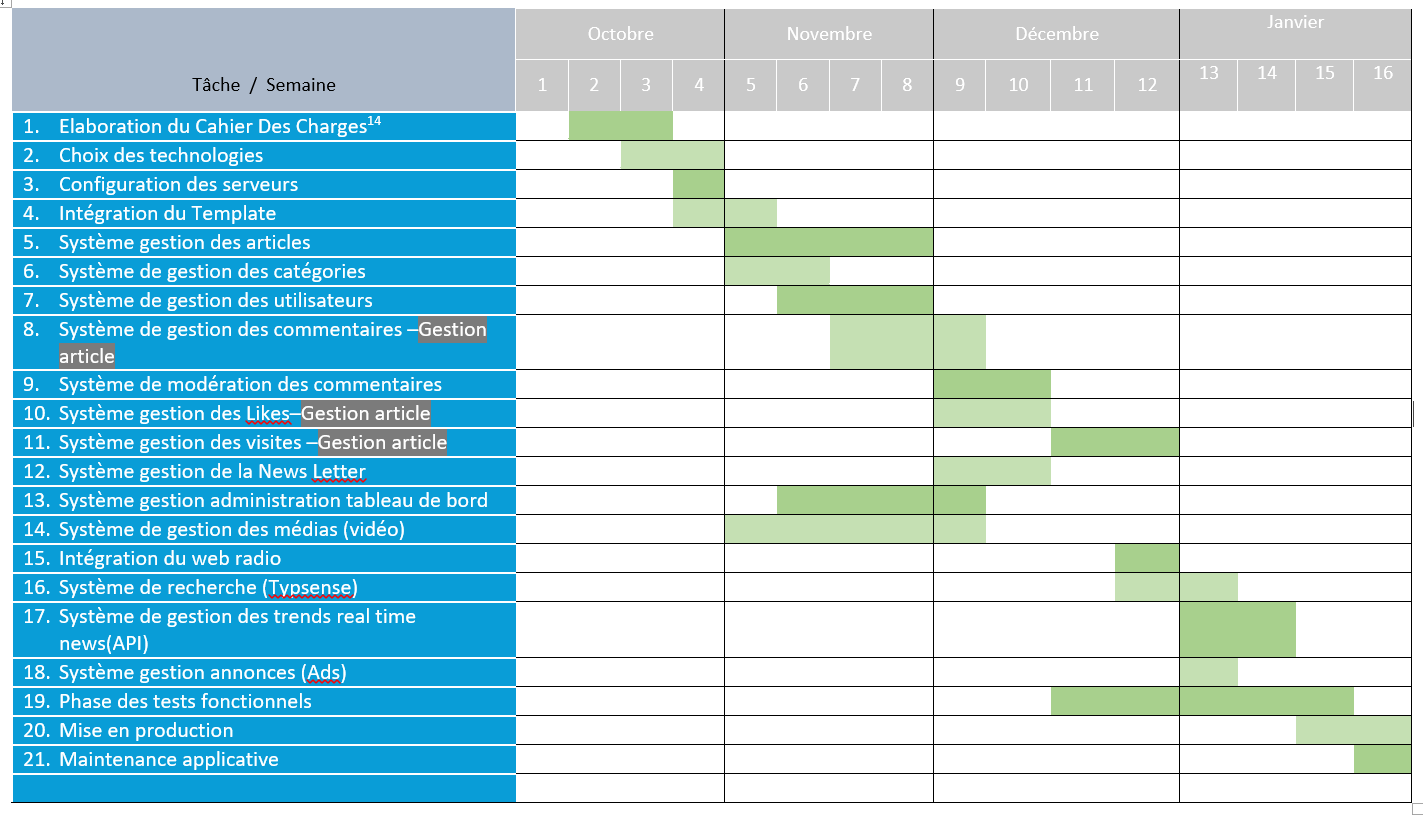 Octobre Novembre Décembre Janvier
Tâche / Semaine 1 2 3 4 5 6 7 8 9 10 11 12 13 14 15 16
1. Elaboration du Cahier Des Charges14
2. Choix des technologies
3. Configuration des serveurs
4. Intégration du Template
5. Système gestion des articles
6. Système de gestion des catégories
7. Système de gestion des utilisateurs
8. Système de gestion des commentaires –Gestion
article
9. Système de modération des commentaires
10. Système gestion des Likes–Gestion article
11. Système gestion des visites –Gestion article
12. Système gestion de la News Letter
13. Système gestion administration tableau de bord
14. Système de gestion des médias (vidéo)
15. Intégration du web radio
16. Système de recherche (Typsense)
17. Système de gestion des trends real time
news(API)
18. Système gestion annonces (Ads)
19. Phase des tests fonctionnels
20. Mise en production
21. Maintenance applicative